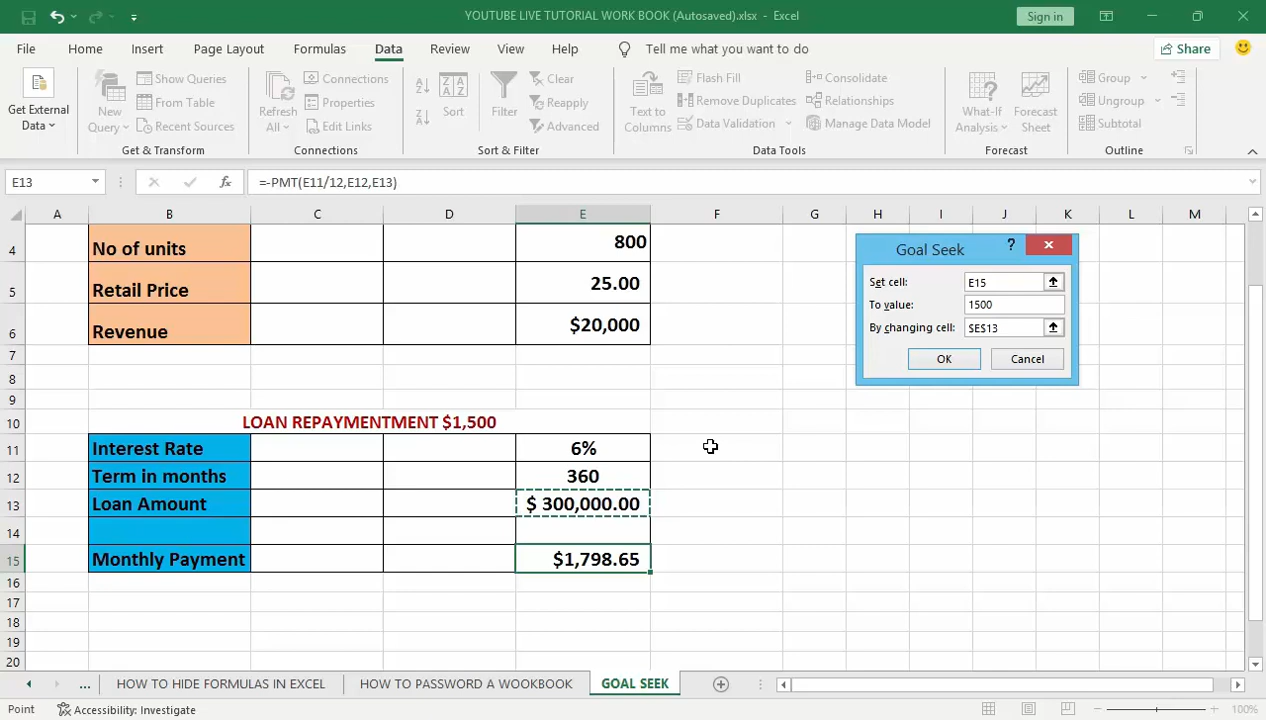 YOUTUBE LIVE TUTORIAL WORK BOOK (Autosaved).xlsx - Excel
Sign in
File Home Insert Page Layout Formulas Data Review View Help Tell me what you want to do Share
Get External Data
New Query
Show Queries
From Table
Recent Sources
Get & Transform
Refresh All
Connections
Properties
Edit Links
Connections
Sort
Filter
Clear
Reapply
Advanced
Sort & Filter
Text to Columns
Flash Fill
Remove Duplicates
Data Validation
Consolidate
Relationships
Manage Data Model
Data Tools
What-If Analysis
Forecast Sheet
Forecast
Group
Ungroup
Subtotal
Outline
E13 fx =-PMT(E11/12,E12,E13)
A B C D E F G H I J K L M
4 No of units 800
5 Retail Price 25.00
6 Revenue $20,000
7
8
9
10 LOAN REPAYMENTMENT $1,500
11 Interest Rate 6%
12 Term in months 360
13 Loan Amount $ 300,000.00
14
15 Monthly Payment $1,798.65
16
17
18
19
20
Goal Seek ?
Set cell: E15
To value: 1500
By changing cell: $E$13
OK Cancel
... HOW TO HIDE FORMULAS IN EXCEL HOW TO PASSWORD A WOOKBOOK GOAL SEEK
Point Accessibility: Investigate 100%